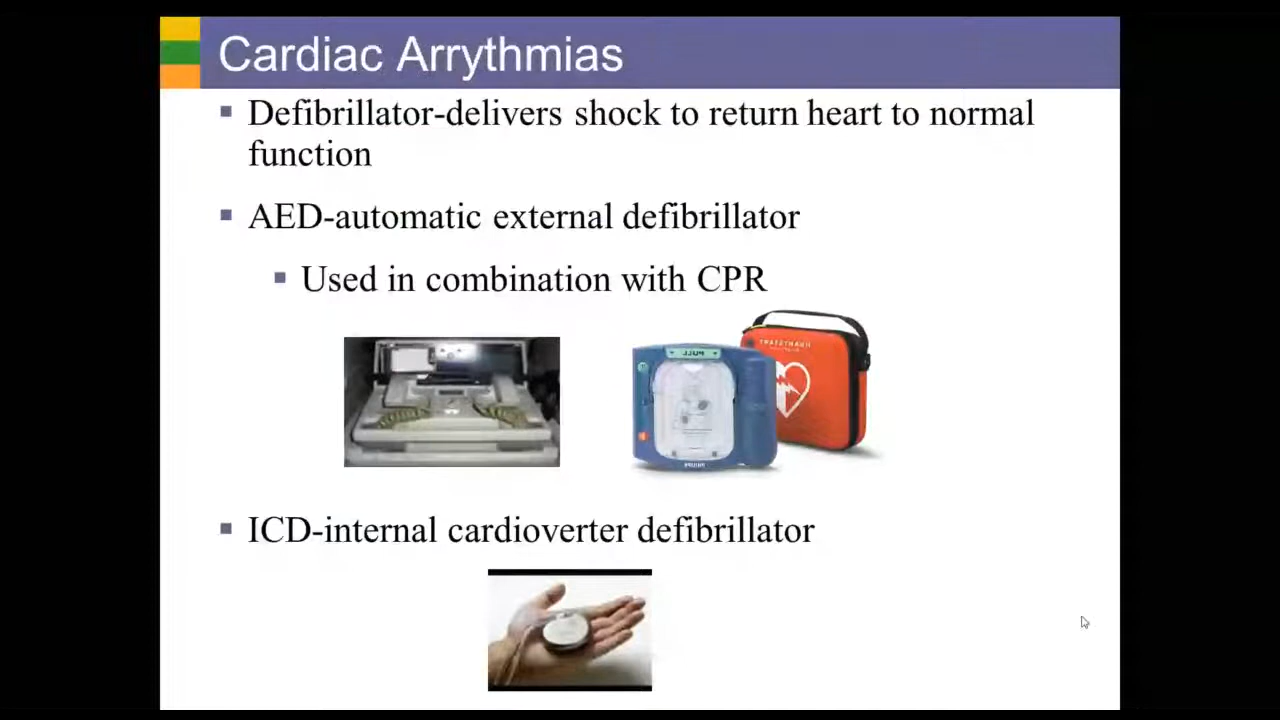 Cardiac Arrythmias
Defibrillator-delivers shock to return heart to normal
function
AED-automatic external defibrillator
Used in combination with CPR
ICD-internal cardioverter defibrillator